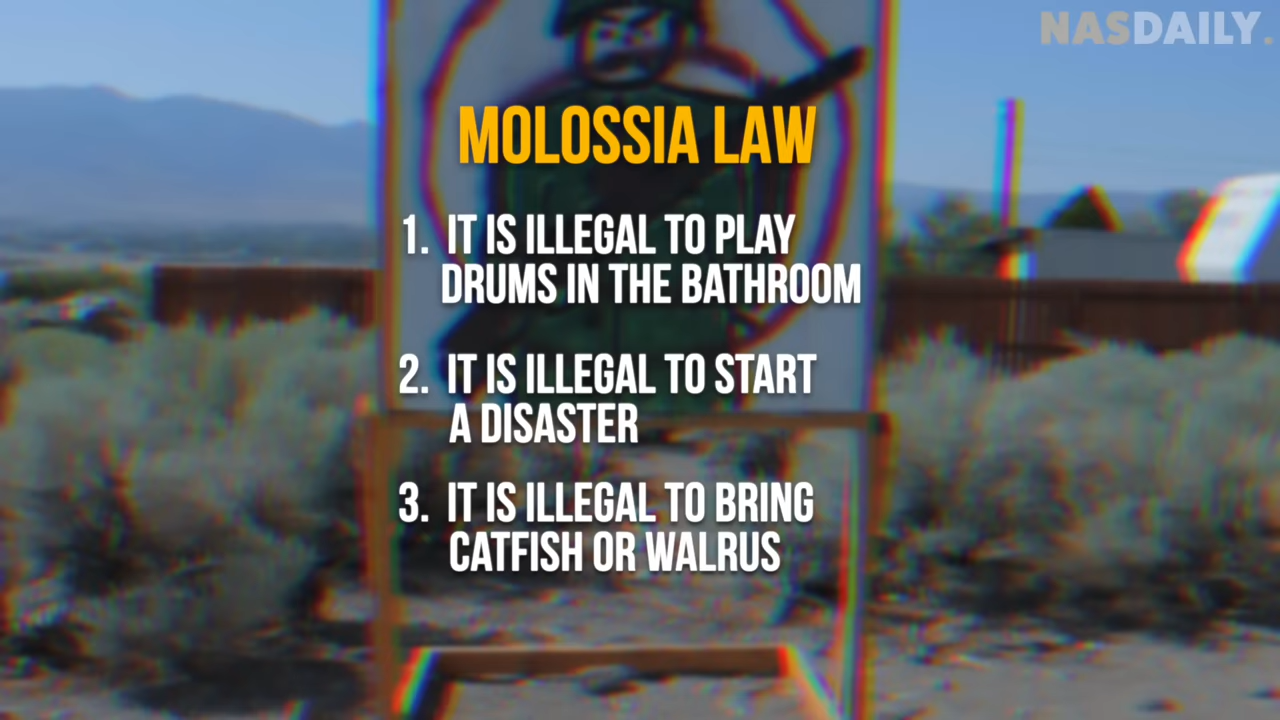 NASDAILY.
MOLOSSIA LAW
1. IT IS ILLEGAL TO PLAY
DRUMS IN THE BATHROOM
2. IT IS ILLEGAL TO START
A DISASTER
3. IT IS ILLEGAL TO BRING
CATFISH OR WALRUS